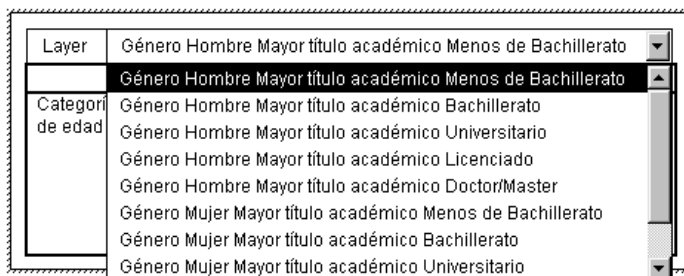 Layer Género Hombre Mayor título académico Menos de Bachillerato
Género Hombre Mayor título académico Menos de Bachillerato
Categorí Género Hombre Mayor título académico Bachillerato
de edad Género Hombre Mayor título académico Universitario
Género Hombre Mayor título académico Licenciado
Género Hombre Mayor título académico Doctor/Master
Género Mujer Mayor título académico Menos de Bachillerato
Género Mujer Mayor título académico Bachillerato
Género Mujer Mayor título académico Universitario